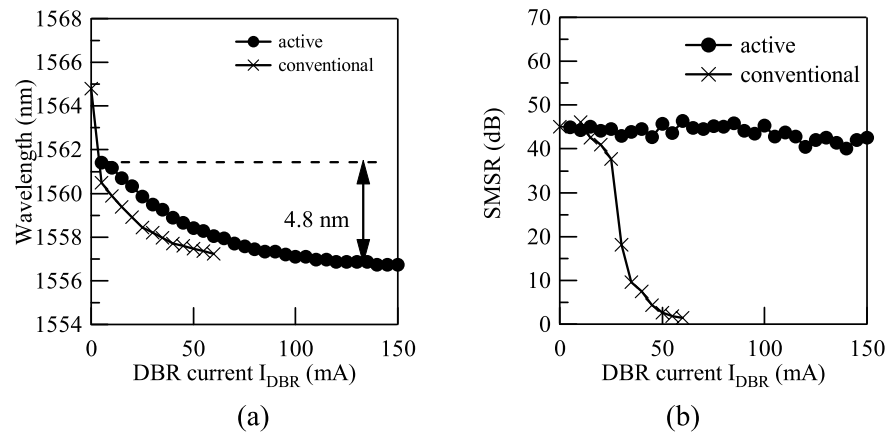 1568
1566
1564
1562
1560
1558
1556
1554
Wavelength (nm)
active
conventional
4.8 nm
0
50
100
150
DBR current I_DBR (mA)
(a)
70
60
50
40
30
20
10
0
SMSR (dB)
active
conventional
0
50
100
150
DBR current I_DBR (mA)
(b)